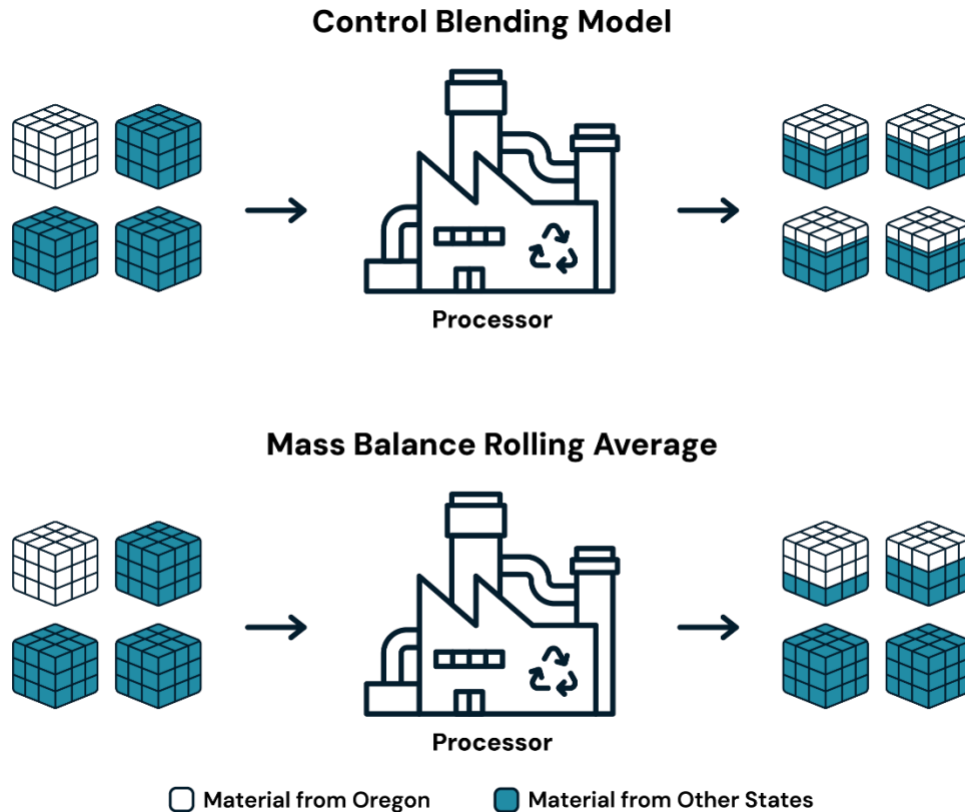 Control Blending Model
Processor
Mass Balance Rolling Average
Processor
Material from Oregon
Material from Other States